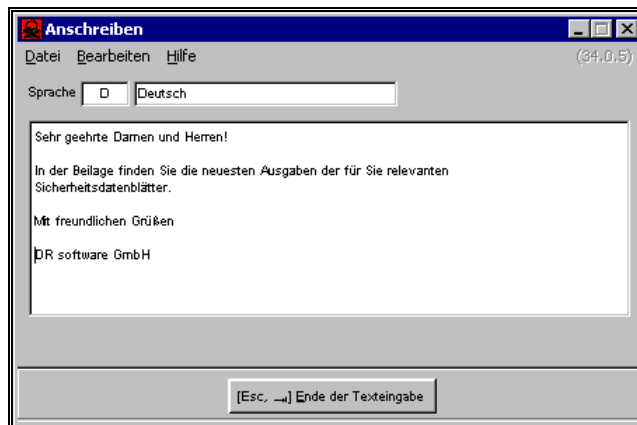 Anschreiben
Datei Bearbeiten Hilfe (34.0.5)
Sprache D Deutsch
Sehr geehrte Damen und Herren!
In der Beilage finden Sie die neuesten Ausgaben der für Sie relevanten
Sicherheitsdatenblätter.
Mit freundlichen Grüßen
DR software GmbH
[Esc, →] Ende der Texteingabe